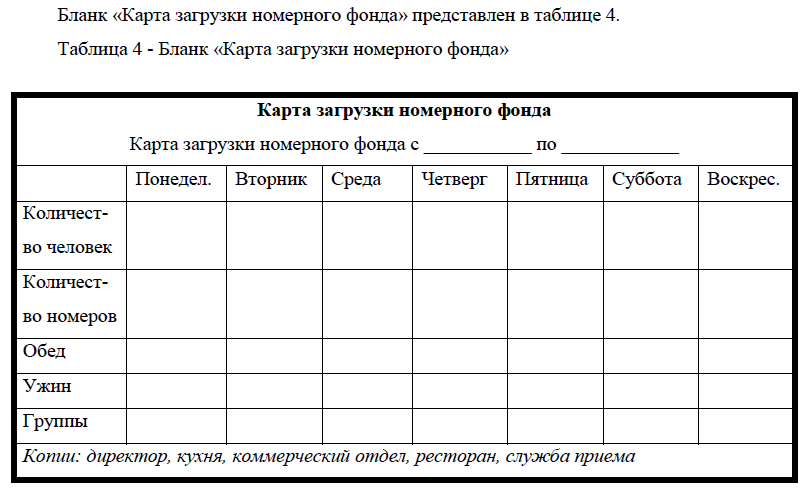 Бланк «Карта загрузки номерного фонда» представлен в таблице 4.
Таблица 4 - Бланк «Карта загрузки номерного фонда»
Карта загрузки номерного фонда
Карта загрузки номерного фонда с ___________ по ____________
Понедел. Вторник Среда Четверг Пятница Суббота Воскрес.
Количест-
во человек
Количест-
во номеров
Обед
Ужин
Группы
Копии: директор, кухня, коммерческий отдел, ресторан, служба приема